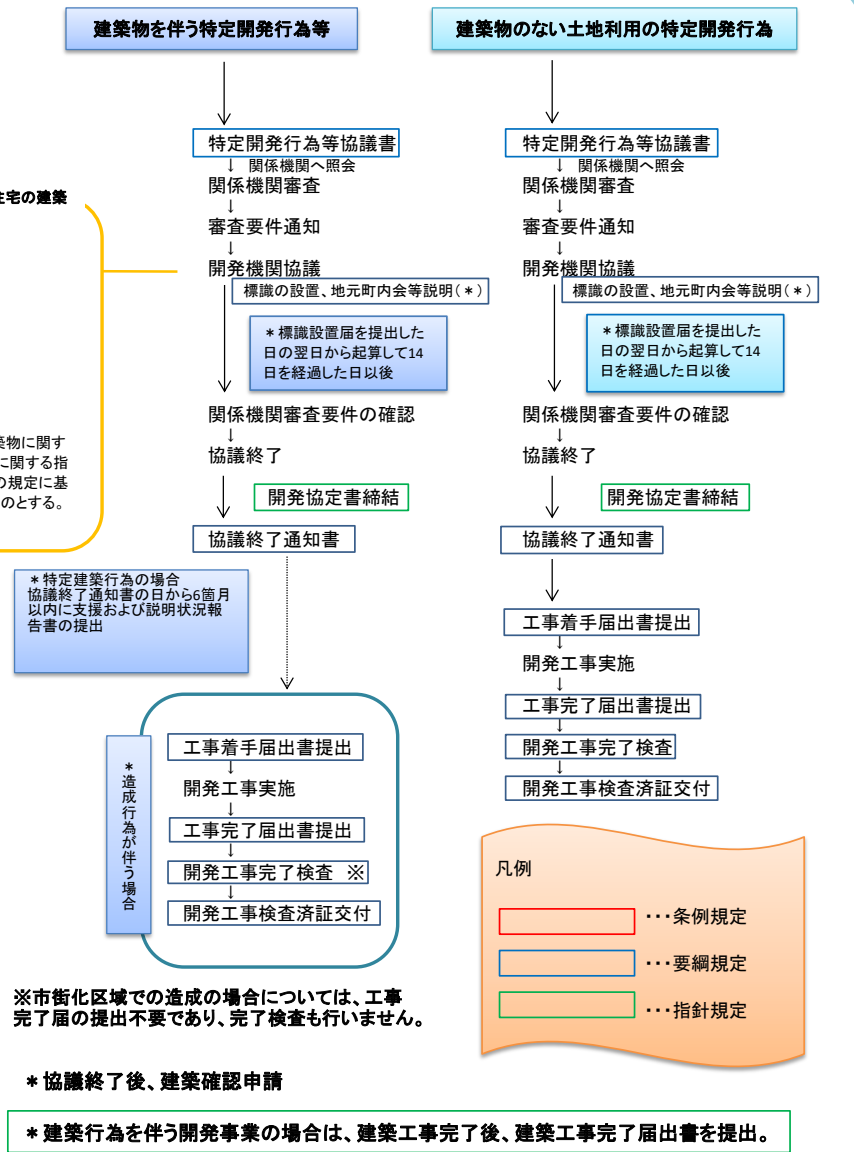 建築物を伴う特定開発行為等
特定開発行為等協議書
↓ 関係機関へ照会
関係機関審査
↓
審査要件通知
↓
開発機関協議
標識の設置、地元町内会等説明(*)
*標識設置届を提出した
日の翌日から起算して14
日を経過した日以後
関係機関審査要件の確認
↓
協議終了
開発協定書締結
協議終了通知書
住宅の建築
築物に関す
に関する指
の規定に基
のとする。
*特定建築行為の場合
協議終了通知書の日から6箇月
以内に支援および説明状況報
告書の提出
*造成行為が伴う場合
工事着手届出書提出
↓
開発工事実施
↓
工事完了届出書提出
↓
開発工事完了検査 ※
↓
開発工事検査済証交付
建築物のない土地利用の特定開発行為
特定開発行為等協議書
↓ 関係機関へ照会
関係機関審査
↓
審査要件通知
↓
開発機関協議
標識の設置、地元町内会等説明(*)
*標識設置届を提出した
日の翌日から起算して14
日を経過した日以後
関係機関審査要件の確認
↓
協議終了
開発協定書締結
協議終了通知書
工事着手届出書提出
↓
開発工事実施
↓
工事完了届出書提出
↓
開発工事完了検査
↓
開発工事検査済証交付
凡例
・・・条例規定
・・・要綱規定
・・・指針規定
※市街化区域での造成の場合については、工事
完了届の提出不要であり、完了検査も行いません。
*協議終了後、建築確認申請
*建築行為を伴う開発事業の場合は、建築工事完了後、建築工事完了届出書を提出。